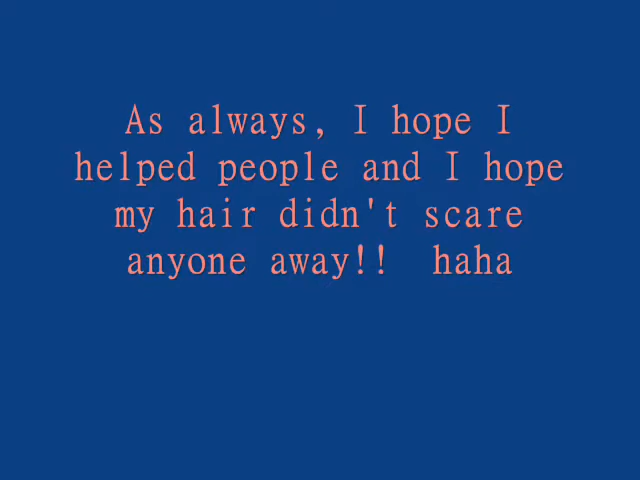 As always, I hope I
helped people and I hope
my hair didn't scare
anyone away!!  haha